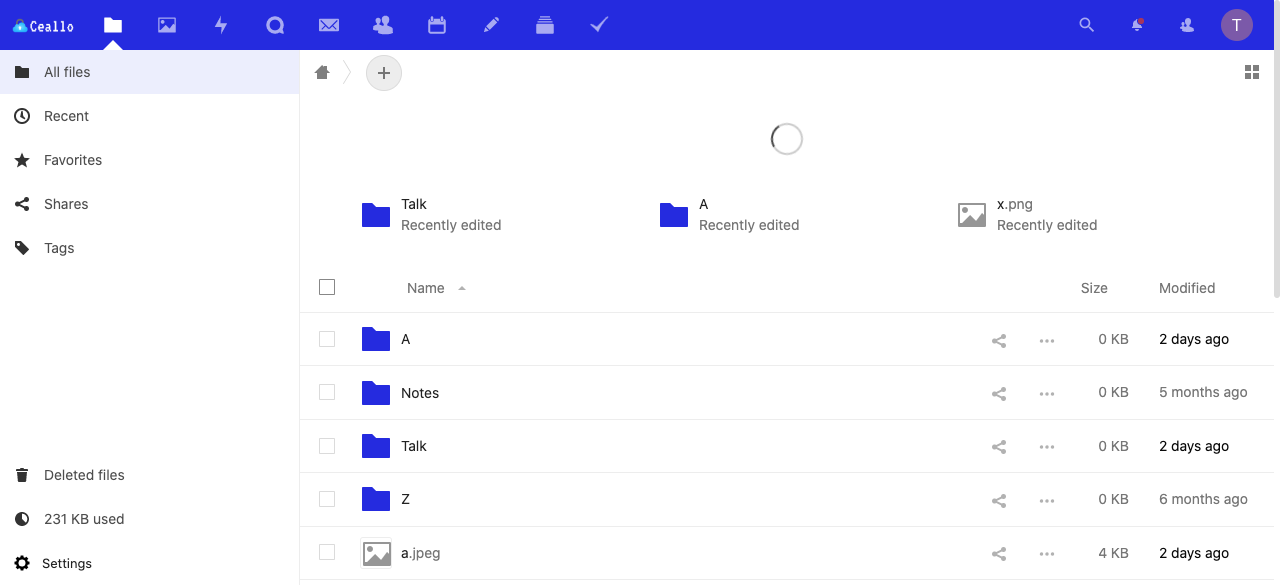 Ceallo
T
All files
Recent
Favorites
Shares
Tags
Deleted files
231 KB used
Settings
Talk
Recently edited
A
Recently edited
x.png
Recently edited
Name Size Modified
A 0 KB 2 days ago
Notes 0 KB 5 months ago
Talk 0 KB 2 days ago
Z 0 KB 6 months ago
a.jpeg 4 KB 2 days ago